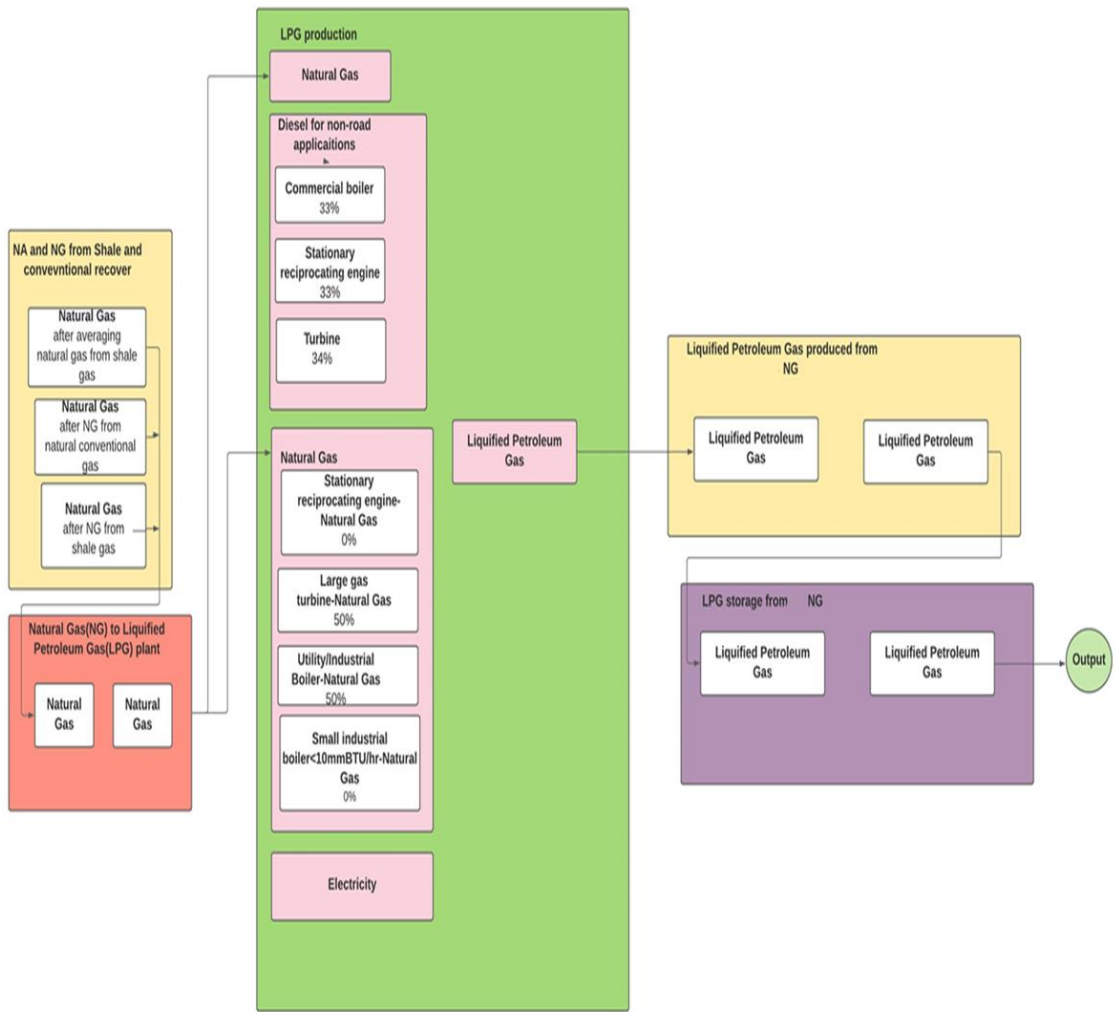 LPG production
Natural Gas
Diesel for non-road
applicaitions
Commercial boiler
33%
Stationary
reciprocating engine
33%
Turbine
34%
NA and NG from Shale and
convevntional recover
Natural Gas
after averaging
natural gas from shale
gas
Natural Gas
after NG from
natural conventional
gas
Natural Gas
after NG from
shale gas
Natural Gas(NG) to Liquified
Petroleum Gas(LPG) plant
Natural
Gas
Natural
Gas
Natural Gas
Stationary
reciprocating engine-
Natural Gas
0%
Large gas
turbine-Natural Gas
50%
Utility/Industrial
Boiler-Natural Gas
50%
Small industrial
boiler<10mmBTU/hr-Natural
Gas
0%
Electricity
Liquified Petroleum
Gas
Liquified Petroleum Gas produced from
NG
Liquified Petroleum
Gas
Liquified Petroleum
Gas
LPG storage from NG
Liquified Petroleum
Gas
Liquified Petroleum
Gas
Output